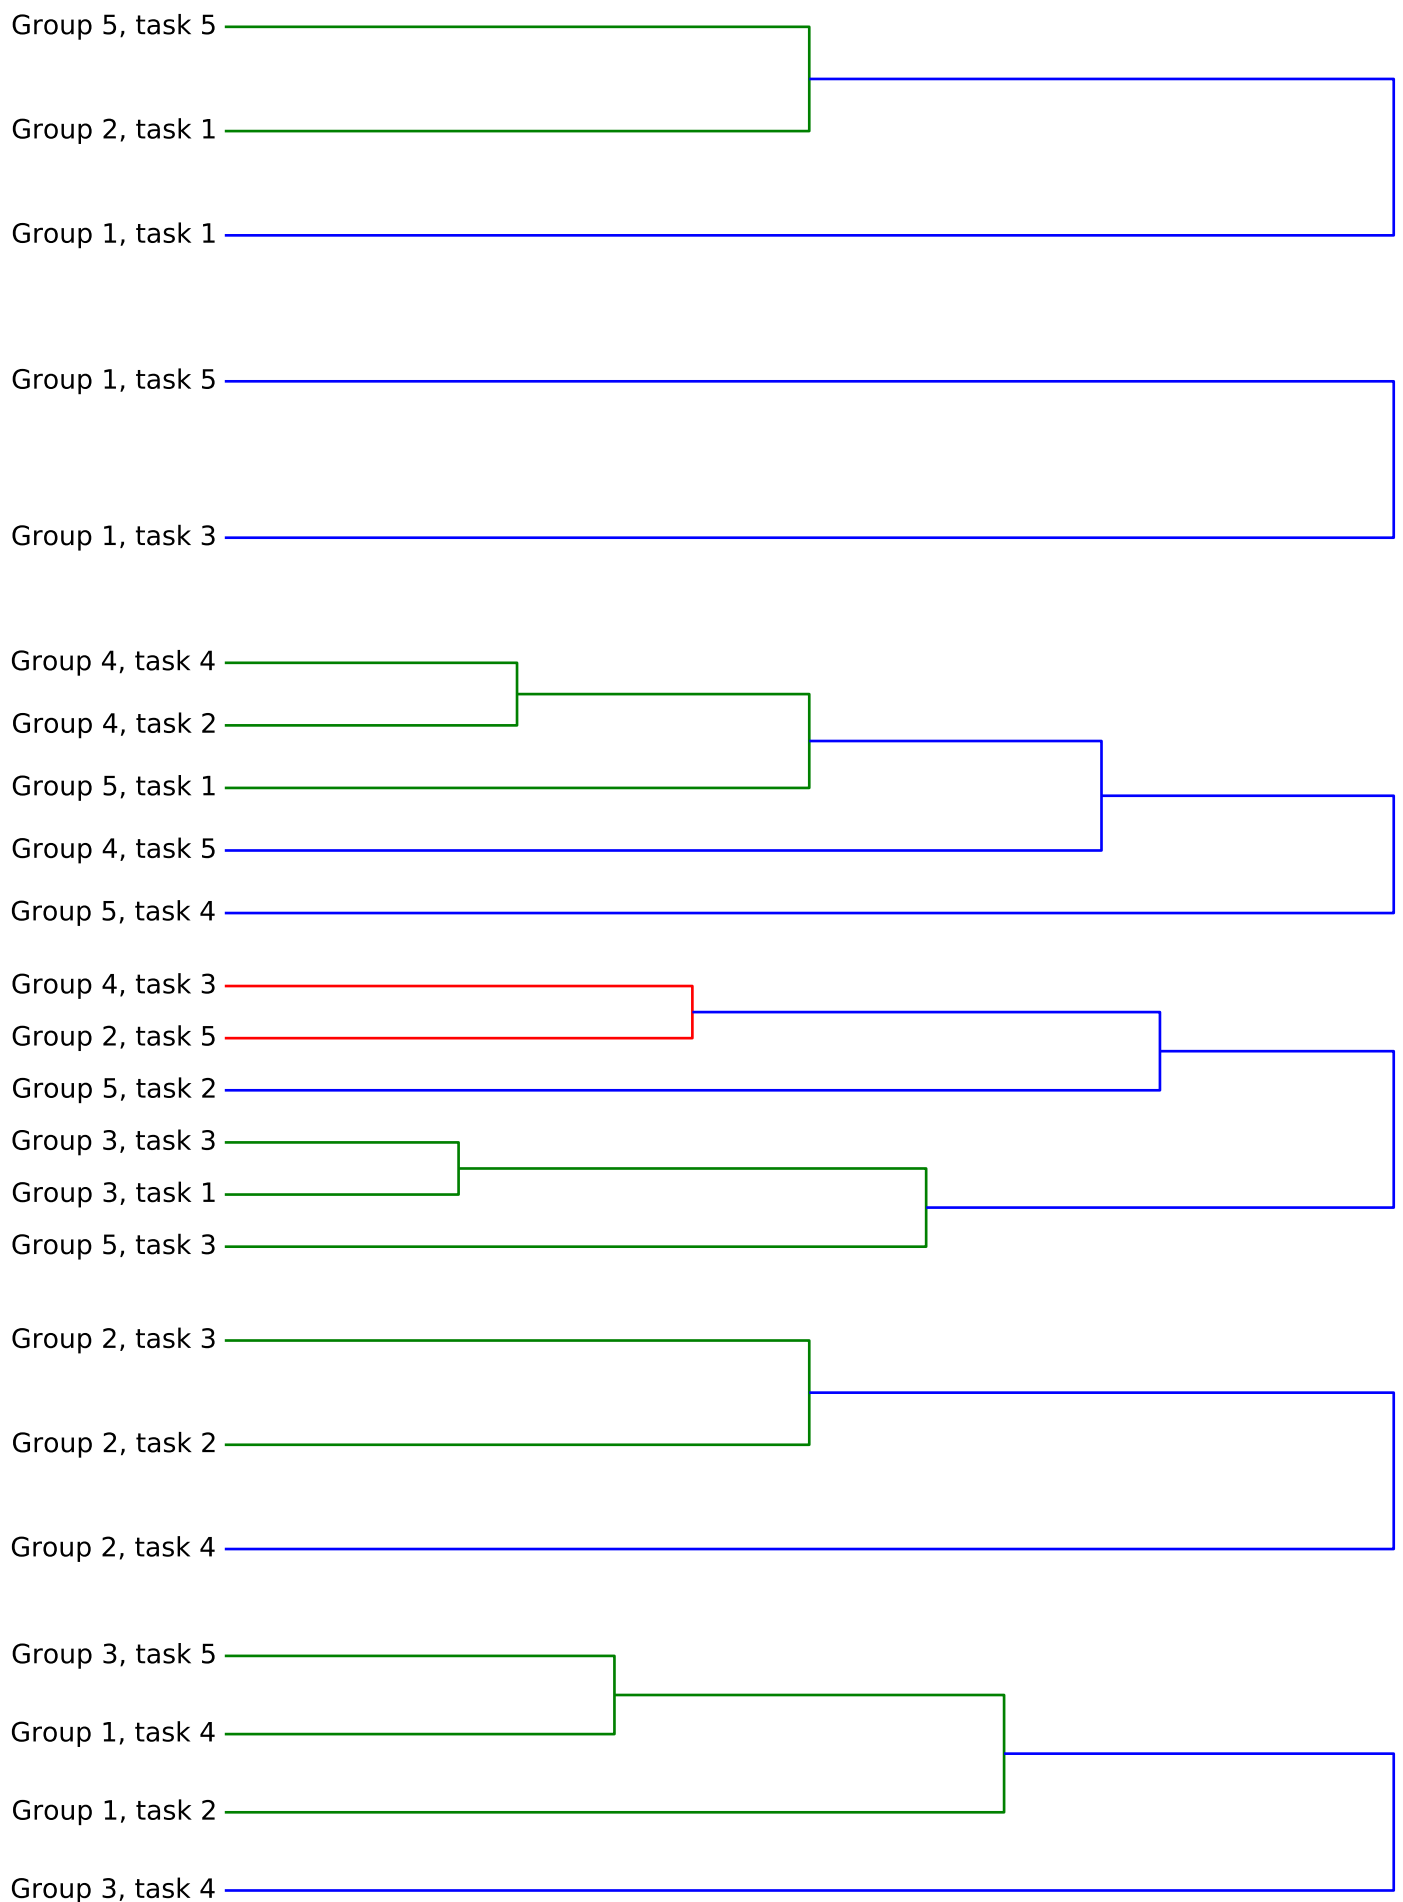 Group 5, task 5
Group 2, task 1
Group 1, task 1
Group 1, task 5
Group 1, task 3
Group 4, task 4
Group 4, task 2
Group 5, task 1
Group 4, task 5
Group 5, task 4
Group 4, task 3
Group 2, task 5
Group 5, task 2
Group 3, task 3
Group 3, task 1
Group 5, task 3
Group 2, task 3
Group 2, task 2
Group 2, task 4
Group 3, task 5
Group 1, task 4
Group 1, task 2
Group 3, task 4